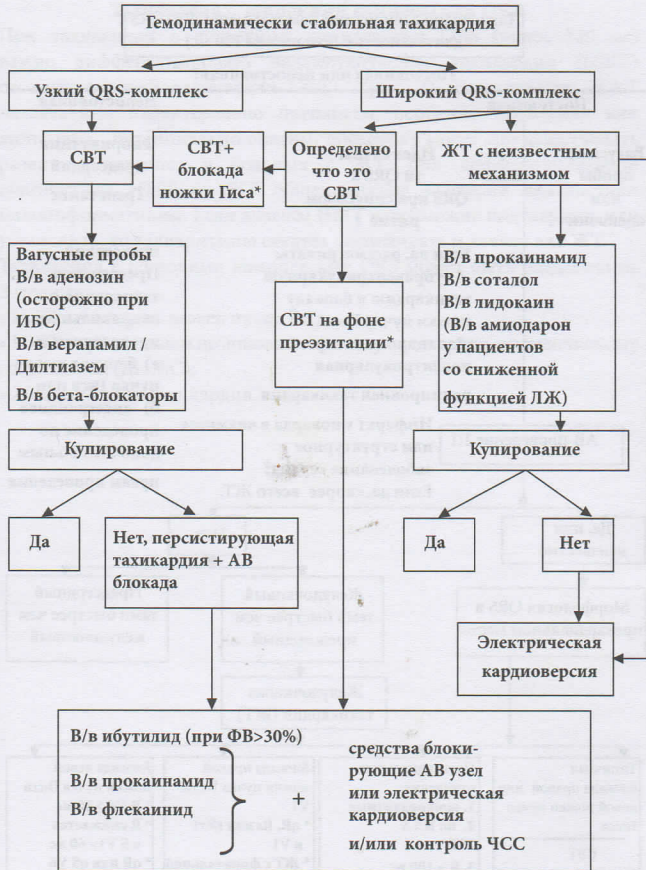 Гемодинамически стабильная тахикардия
Узкий QRS-комплекс
Широкий QRS-комплекс
СВТ
СВТ+
блокада
ножки Гиса*
Определено
что это
СВТ
ЖТ с неизвестным
механизмом
Вагусные пробы
В/в аденозин
(осторожно при
ИБС)
В/в верапамил /
Дилтиазем
В/в бета-блокаторы
СВТ на фоне
преэзитации*
В/в прокаинамид
В/в соталол
В/в лидокаин
(В/в амиодарон
у пациентов
со сниженной
функцией ЛЖ)
Купирование
Купирование
Да
Нет, персистирующая
тахикардия + АВ
блокада
Да
Нет
Электрическая
кардиоверсия
В/в ибутилид (при ФВ>30%)
В/в прокаинамид
В/в флекаинид
+
средства блоки-
рующие АВ узел
или электрическая
кардиоверсия
и/или контроль ЧСС